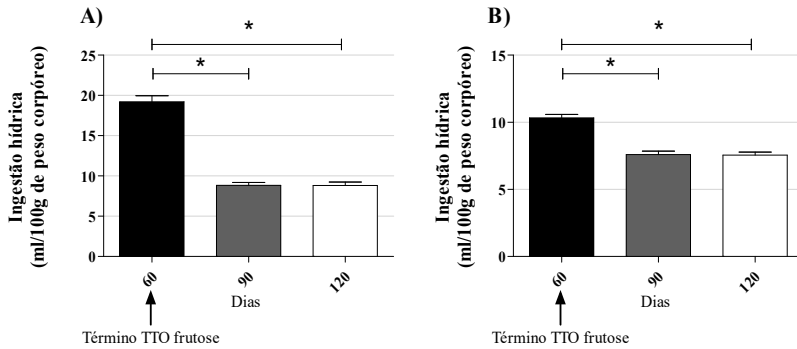 A)
Ingestão hídrica
(ml/100g de peso corpóreo)
25
20
15
10
5
0
*
*
60
90
120
Dias
Término TTO frutose
B)
Ingestão hídrica
(ml/100g de peso corpóreo)
15
10
5
0
*
*
60
90
120
Dias
Término TTO frutose